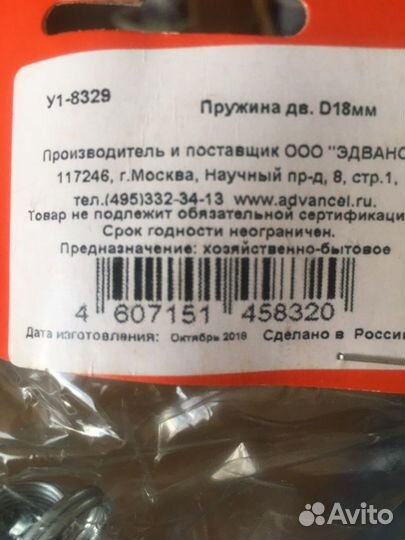 У1-8329 Пружина дв. D18мм
Производитель и поставщик ООО "ЭДВАНС
117246, г.Москва, Научный пр-д, 8, стр.1,
тел.(495)332-34-13 www.advancel.ru.
Товар не подлежит обязательной сертификаци
Срок годности неограничен.
Предназначение: хозяйственно-бытовое
4 607151 458320
Дата изготовления: Октябрь 2018 Сделано в Росси
Avito